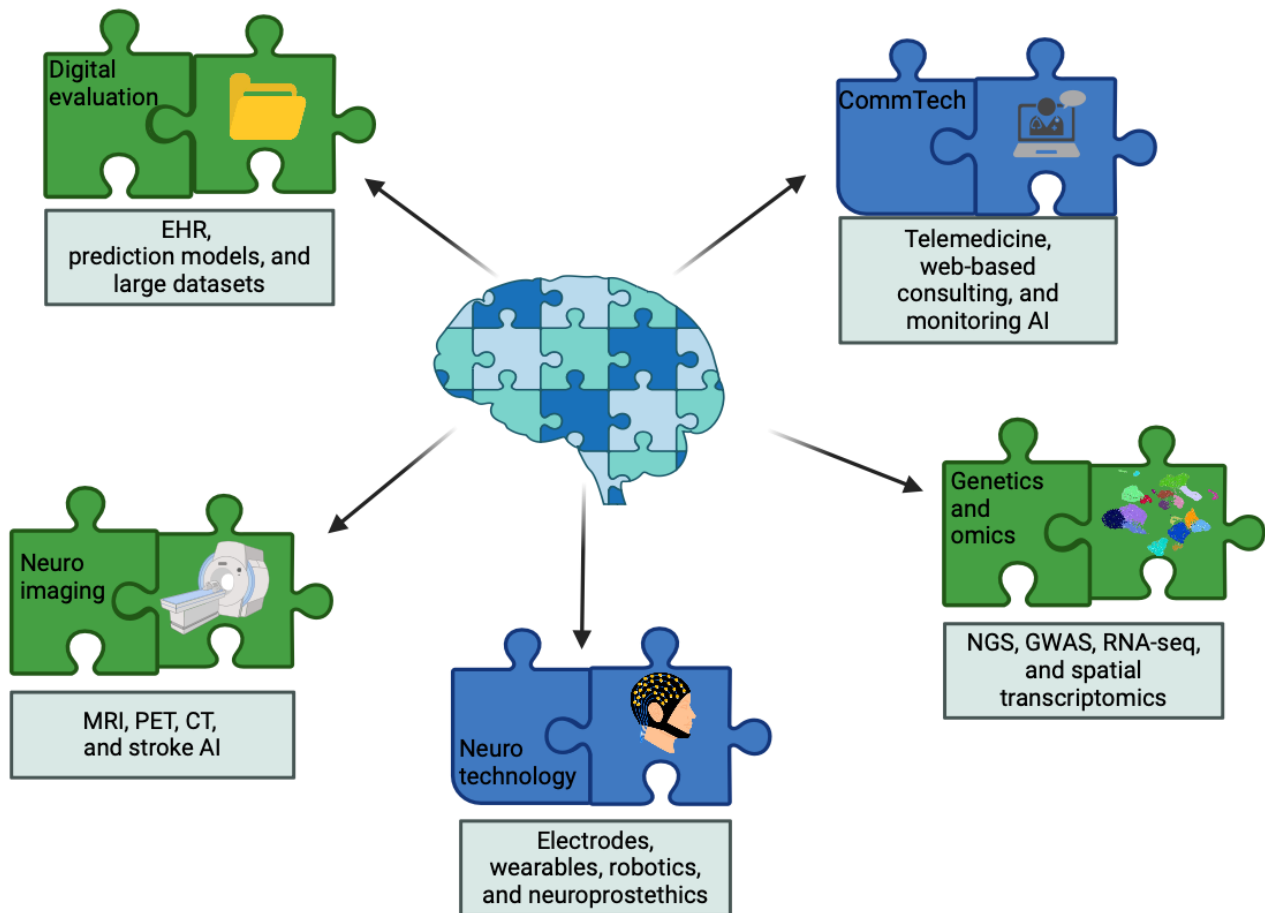 Digital
evaluation
EHR,
prediction models, and
large datasets
CommTech
Telemedicine,
web-based
consulting, and
monitoring AI
Neuro
imaging
MRI, PET, CT,
and stroke AI
Genetics
and
omics
NGS, GWAS, RNA-seq,
and spatial
transcriptomics
Neuro
technology
Electrodes,
wearables, robotics,
and neuroprostethics